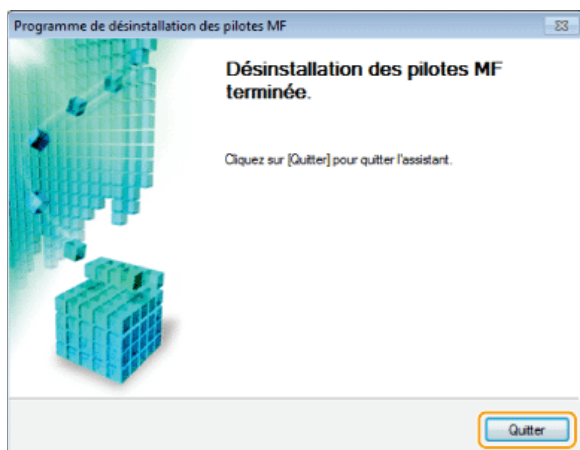 Programme de désinstallation des pilotes MF
Désinstallation des pilotes MF
terminée.
Cliquez sur [Quitter] pour quitter l'assistant.
Quitter